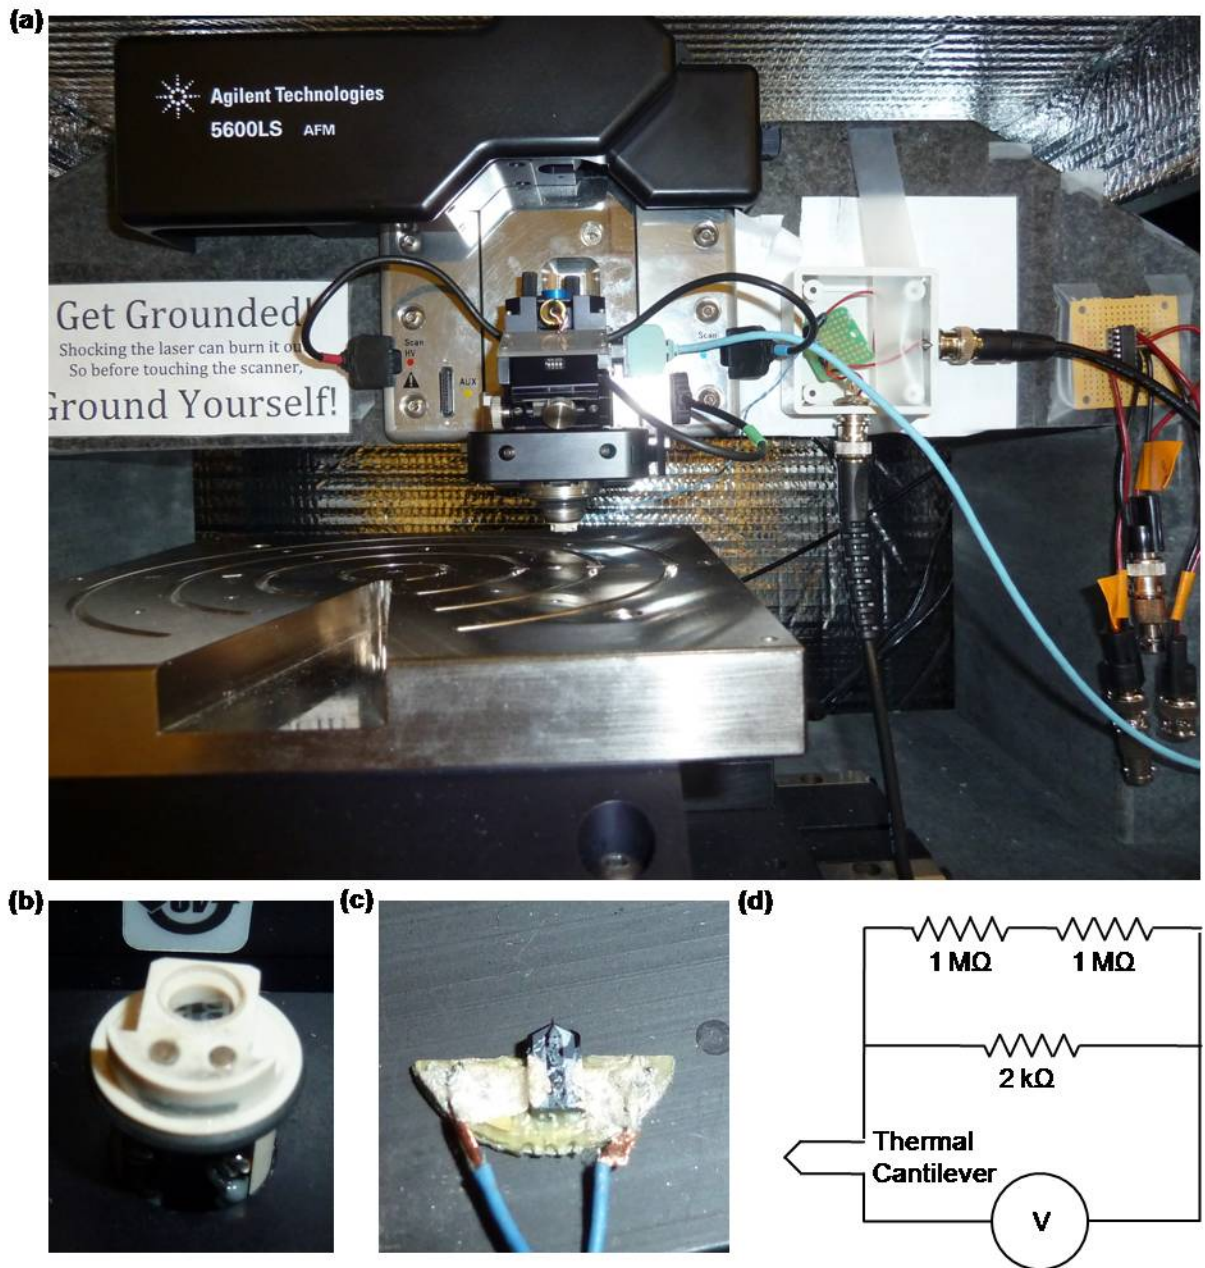 (a)
Agilent Technologies
5600LS AFM
Get Grounded!
Shocking the laser can burn it ou
So before touching the scanner,
Ground Yourself!
Scan
HV
AUX
Scan
(b)
(c)
(d)
1 MΩ 1 MΩ
2 kΩ
Thermal
Cantilever
V